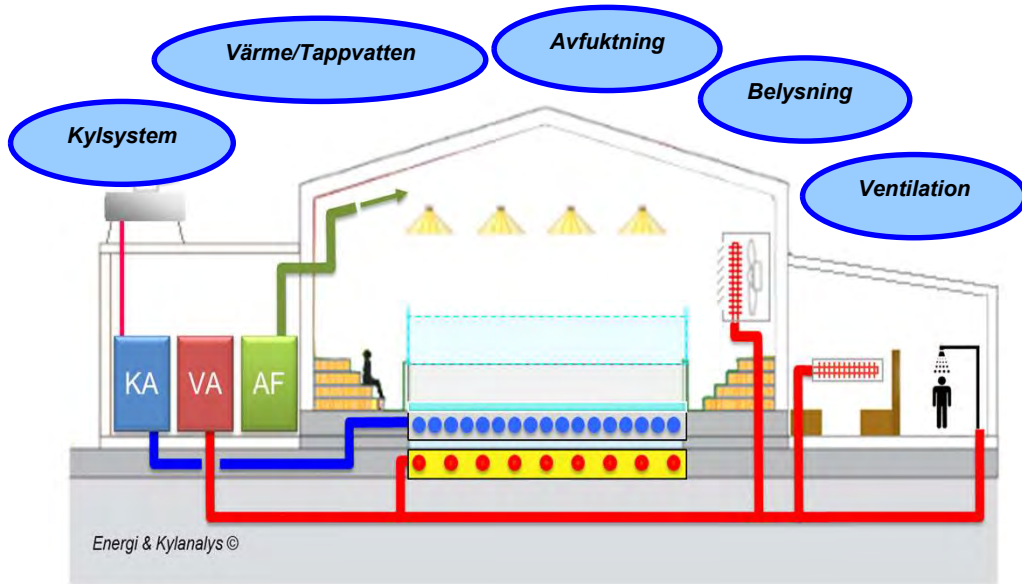 Värme/Tappvatten
Avfuktning
Belysning
Kylsystem
Ventilation
KA
VA
AF
Energi & Kylanalys ©